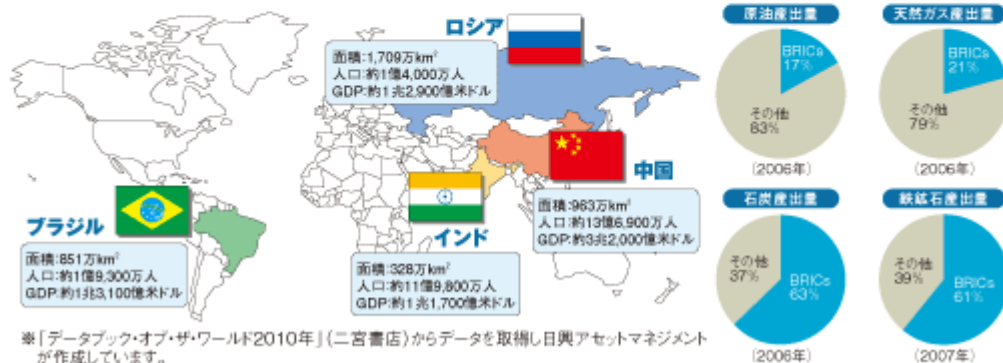 ロシア
面積:1,709万km²
人口:約1億4,000万人
GDP:約1兆2,900億米ドル
ブラジル
面積:851万km²
人口:約1億9,300万人
GDP:約1兆3,100億米ドル
インド
面積:328万km²
人口:約11億9,800万人
GDP:約1兆1,700億米ドル
中国
面積:963万km²
人口:約13億6,900万人
GDP:約3兆2,000億米ドル
※「データブック・オブ・ザ・ワールド2010年」(二宮書店)からデータを取得し日興アセットマネジメント
が作成しています。
原油産出量
BRICs
17%
その他
83%
(2006年)
天然ガス産出量
BRICs
21%
その他
79%
(2006年)
石炭産出量
その他
37%
BRICs
63%
(2006年)
鉄鉱石産出量
その他
39%
BRICs
61%
(2007年)